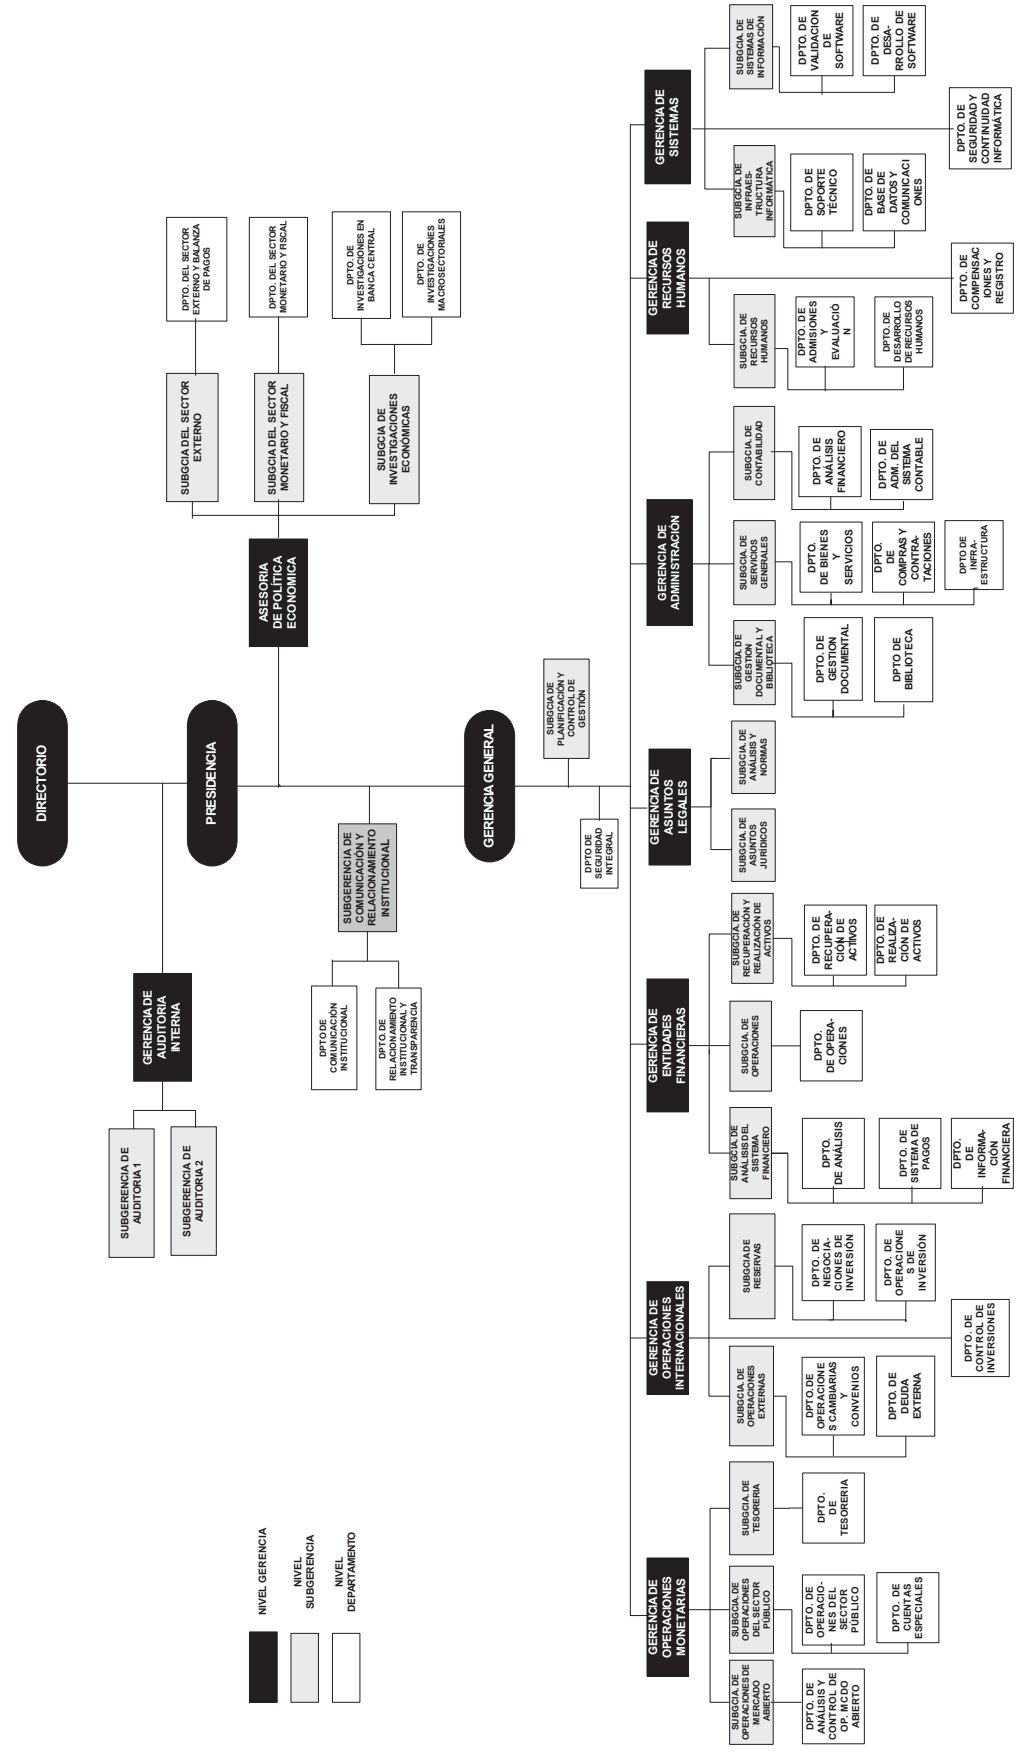 DIRECTORIO
PRESIDENCIA
GERENCIA GENERAL
GERENCIA DE
AUDITORIA
INTERNA
SUBGERENCIA DE
AUDITORIA 1
SUBGERENCIA DE
AUDITORIA 2
ASESORIA
DE POLÍTICA
ECONOMICA
SUBGCIA DEL SECTOR
EXTERNO
DPTO. DEL SECTOR
EXTERNO Y BALANZA
DE PAGOS
SUBGCIA DEL SECTOR
MONETARIO Y FISCAL
DPTO. DEL SECTOR
MONETARIO Y FISCAL
SUBGCIA DE
INVESTIGACIONES
ECONÓMICAS
DPTO. DE
INVESTIGACIONES EN
BANCA CENTRAL
DPTO. DE
INVESTIGACIONES
MACROSECTORIALES
SUBGERENCIA DE
COMUNICACIÓN Y
RELACIONAMIENTO
INSTITUCIONAL
DPTO DE
COMUNICACIÓN
INSTITUCIONAL
DPTO. DE
RELACIONAMIENTO
INSTITUCIONAL Y
TRANSPARENCIA
NIVEL GERENCIA
NIVEL
SUBGERENCIA
NIVEL
DEPARTAMENTO
SUBGCIA DE
PLANIFICACIÓN Y
CONTROL DE
GESTIÓN
DPTO DE
SEGURIDAD
INTEGRAL
GERENCIA DE
OPERACIONES
MONETARIAS
SUBGCIA. DE
OPERACIONES DE
MERCADO
ABIERTO
DPTO. DE
ANÁLISIS Y
CONTROL DE
OP. MCDO
ABIERTO
SUBGCIA. DE
OPERACIONES
DEL SECTOR
PÚBLICO
DPTO. DE
OPERACIO-
NES DEL
SECTOR
PÚBLICO
DPTO. DE
CUENTAS
ESPECIALES
SUBGCIA. DE
TESORERIA
DPTO.
DE
TESORERIA
GERENCIA DE
OPERACIONES
INTERNACIONALES
SUBGCIA. DE
OPERACIONES
EXTERNAS
DPTO. DE
OPERACIONE
S CAMBIARIAS
Y
CONVENIOS
DPTO. DE
DEUDA
EXTERNA
SUBGCIA DE
RESERVAS
DPTO. DE
NEGOCIA-
CIONES DE
INVERSIÓN
DPTO. DE
OPERACIONE
S DE
INVERSIÓN
DPTO. DE
CONTROL DE
INVERSIONES
GERENCIA DE
ENTIDADES
FINANCIERAS
SUBGCIA. DE
ANÁLISIS DEL
SISTEMA
FINANCIERO
DPTO.
DE ANÁLISIS
DPTO. DE
SISTEMA DE
PAGOS
DPTO.
DE
INFORMA-
CIÓN
FINANCIERA
SUBGCIA. DE
OPERACIONES
DPTO.
DE OPERA-
CIONES
SUBGCIA. DE
RECUPERACIÓN Y
REALIZACIÓN DE
ACTIVOS
DPTO. DE
RECUPERA-
CIÓN DE
ACTIVOS
DPTO. DE
REALIZA-
CIÓN DE
ACTIVOS
GERENCIA DE
ASUNTOS
LEGALES
SUBGCIA. DE
ASUNTOS
JURÍDICOS
SUBGCIA. DE
ANÁLISIS Y
NORMAS
GERENCIA DE
ADMINISTRACIÓN
SUBGCIA. DE
GESTION
DOCUMENTAL Y
BIBLIOTECA
DPTO. DE
GESTION
DOCUMENTAL
DPTO DE
BIBLIOTECA
SUBGCIA. DE
SERVICIOS
GENERALES
DPTO.
DE BIENES
Y
SERVICIOS
DPTO.
DE
COMPRAS Y
CONTRA-
TACIONES
DPTO DE
INFRA-
ESTRUCTURA
SUBGCIA. DE
CONTABILIDAD
DPTO. DE
ANÁLISIS
FINANCIERO
DPTO. DE
ADM. DEL
SISTEMA
CONTABLE
GERENCIA DE
RECURSOS
HUMANOS
SUBGCIA. DE
RECURSOS
HUMANOS
DPTO. DE
ADMISIONES
Y
EVALUACIÓ
N
DPTO. DE
DESARROLLO
DE RECURSOS
HUMANOS
DPTO. DE
COMPENSAC
IONES Y
REGISTRO
GERENCIA DE
SISTEMAS
SUBGCIA. DE
INFRAES-
TRUCTURA
INFORMÁTICA
DPTO. DE
SOPORTE
TÉCNICO
DPTO. DE
BASE DE
DATOS Y
COMUNICACI
ONES
SUBGCIA. DE
SISTEMAS DE
INFORMACIÓN
DPTO. DE
VALIDACION
DE
SOFTWARE
DPTO. DE
DESA-
RROLLO DE
SOFTWARE
DPTO. DE
SEGURIDAD Y
CONTINUIDAD
INFORMÁTICA